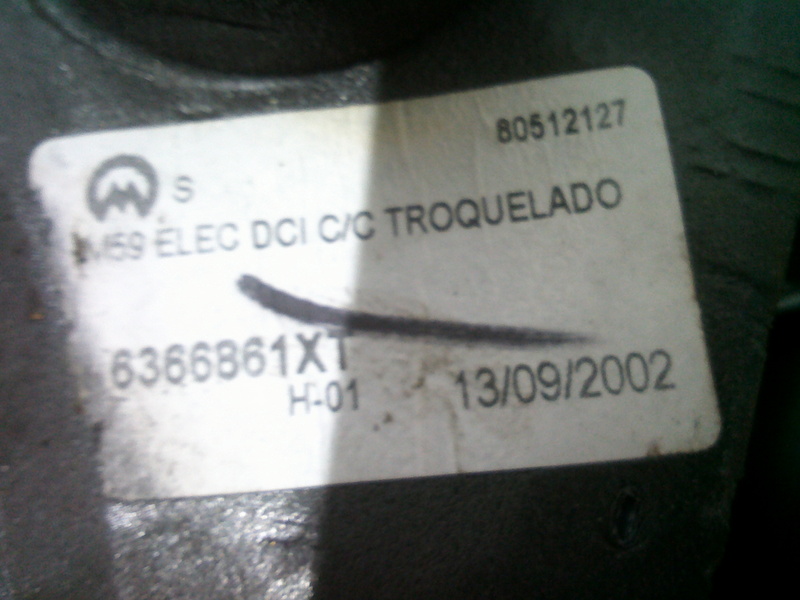 80512127
S
M59 ELEC DCI C/C TROQUELADO
6366861XT
H-01
13/09/2002